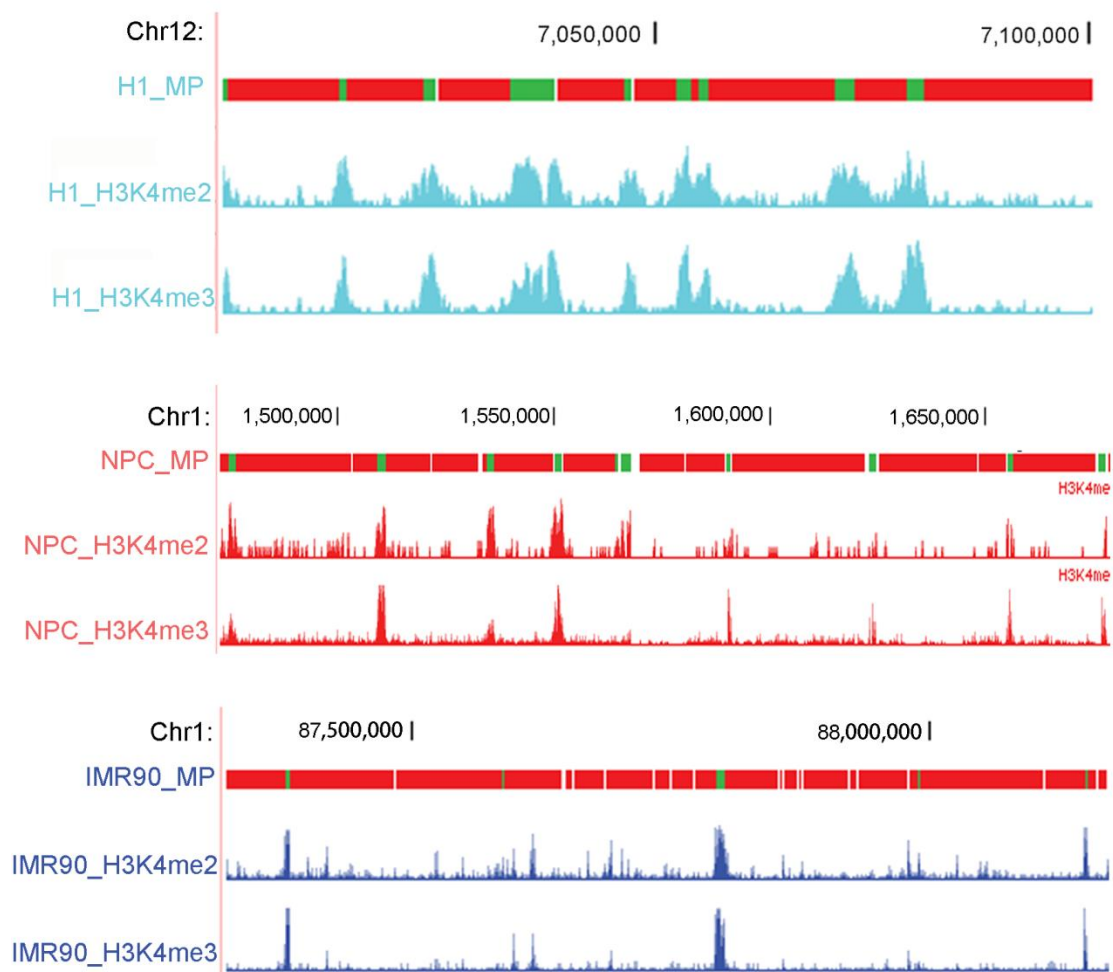 Chr12: 7,050,000 7,100,000
H1_MP
H1_H3K4me2
H1_H3K4me3
Chr1: 1,500,000 1,550,000 1,600,000 1,650,000
NPC_MP
H3K4me
NPC_H3K4me2
H3K4me
NPC_H3K4me3
Chr1: 87,500,000 88,000,000
IMR90_MP
IMR90_H3K4me2
IMR90_H3K4me3